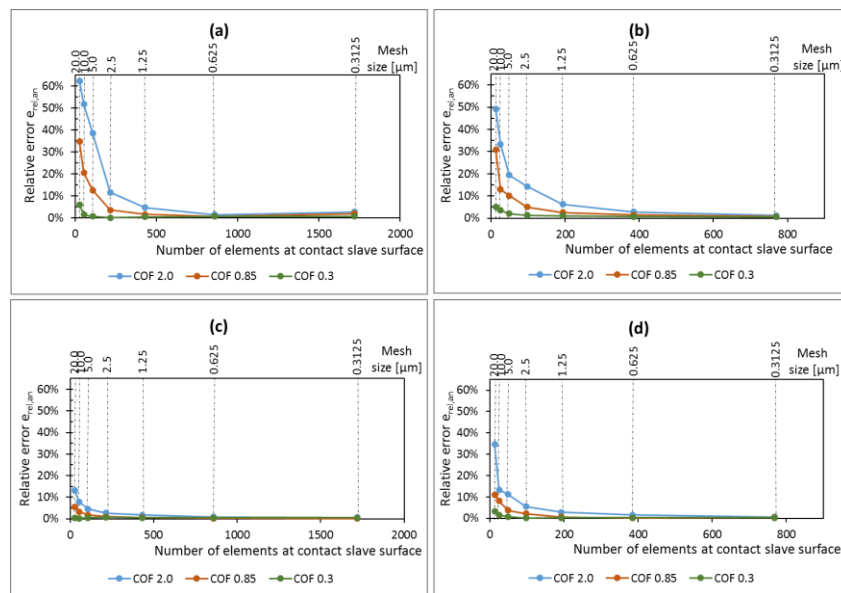 (a)
20.0 10.0 5.0 2.5 1.25 0.625 0.3125 Mesh size [µm]
Relative error e_rel,an
60%
50%
40%
30%
20%
10%
0%
0 500 1000 1500 2000
Number of elements at contact slave surface
COF 2.0 COF 0.85 COF 0.3
(b)
20.0 10.0 5.0 2.5 1.25 0.625 0.3125 Mesh size [µm]
Relative error e_rel,an
60%
50%
40%
30%
20%
10%
0%
0 200 400 600 800
Number of elements at contact slave surface
COF 2.0 COF 0.85 COF 0.3
(c)
20.0 10.0 5.0 2.5 1.25 0.625 0.3125 Mesh size [µm]
Relative error e_rel,an
60%
50%
40%
30%
20%
10%
0%
0 500 1000 1500 2000
Number of elements at contact slave surface
COF 2.0 COF 0.85 COF 0.3
(d)
20.0 10.0 5.0 2.5 1.25 0.625 0.3125 Mesh size [µm]
Relative error e_rel,an
60%
50%
40%
30%
20%
10%
0%
0 200 400 600 800
Number of elements at contact slave surface
COF 2.0 COF 0.85 COF 0.3